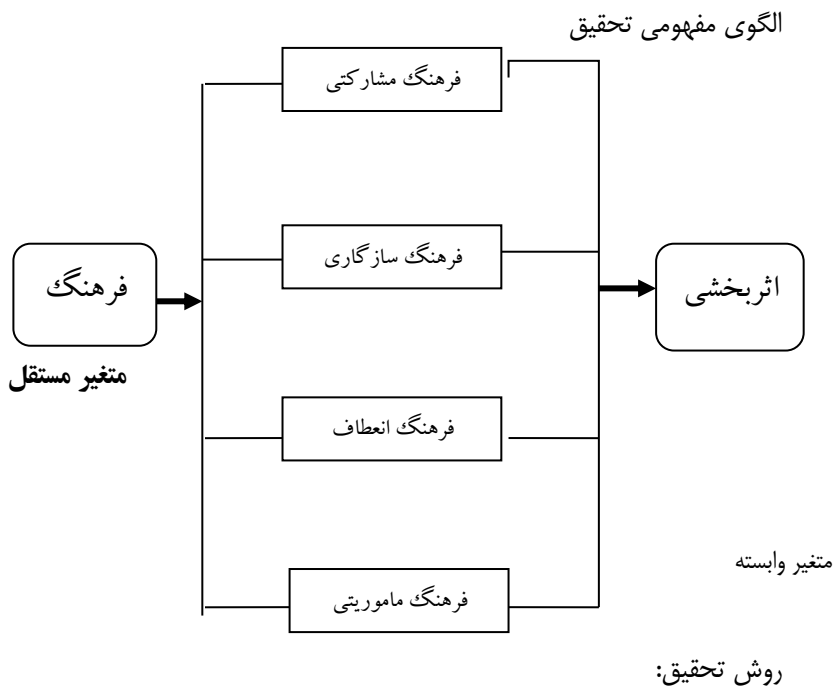 الگوی مفهومی تحقیق
فرهنگ مشارکتی
فرهنگ سازگاری
فرهنگ
اثربخشی
متغیر مستقل
فرهنگ انعطاف
متغیر وابسته
فرهنگ ماموریتی
روش تحقیق: